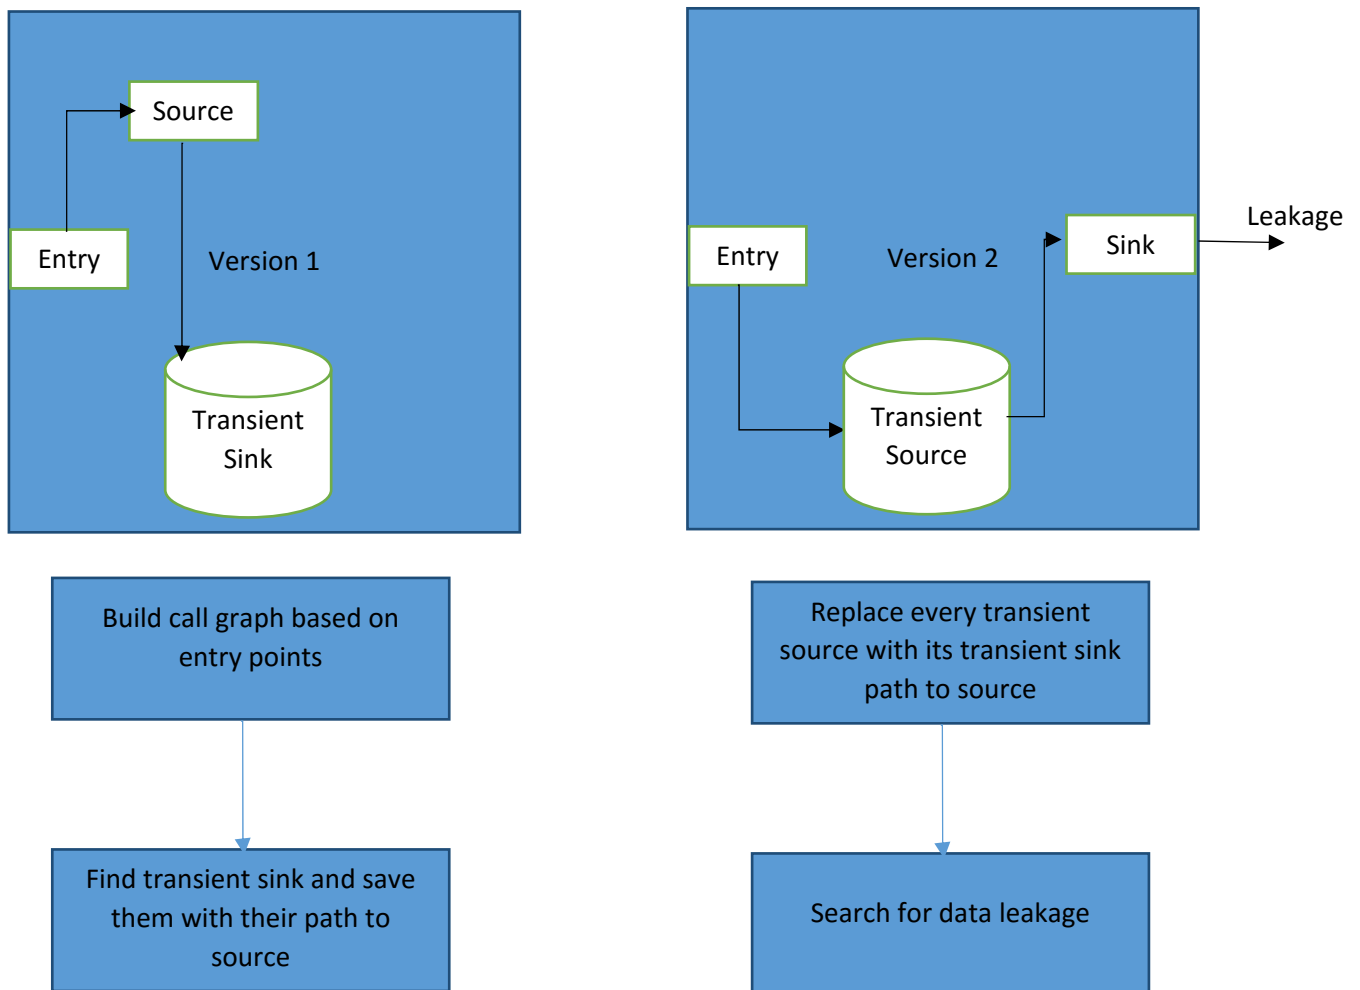 Source
Entry
Version 1
Transient
Sink
Leakage
Sink
Entry
Version 2
Transient
Source
Build call graph based on
entry points
Find transient sink and save
them with their path to
source
Replace every transient
source with its transient sink
path to source
Search for data leakage